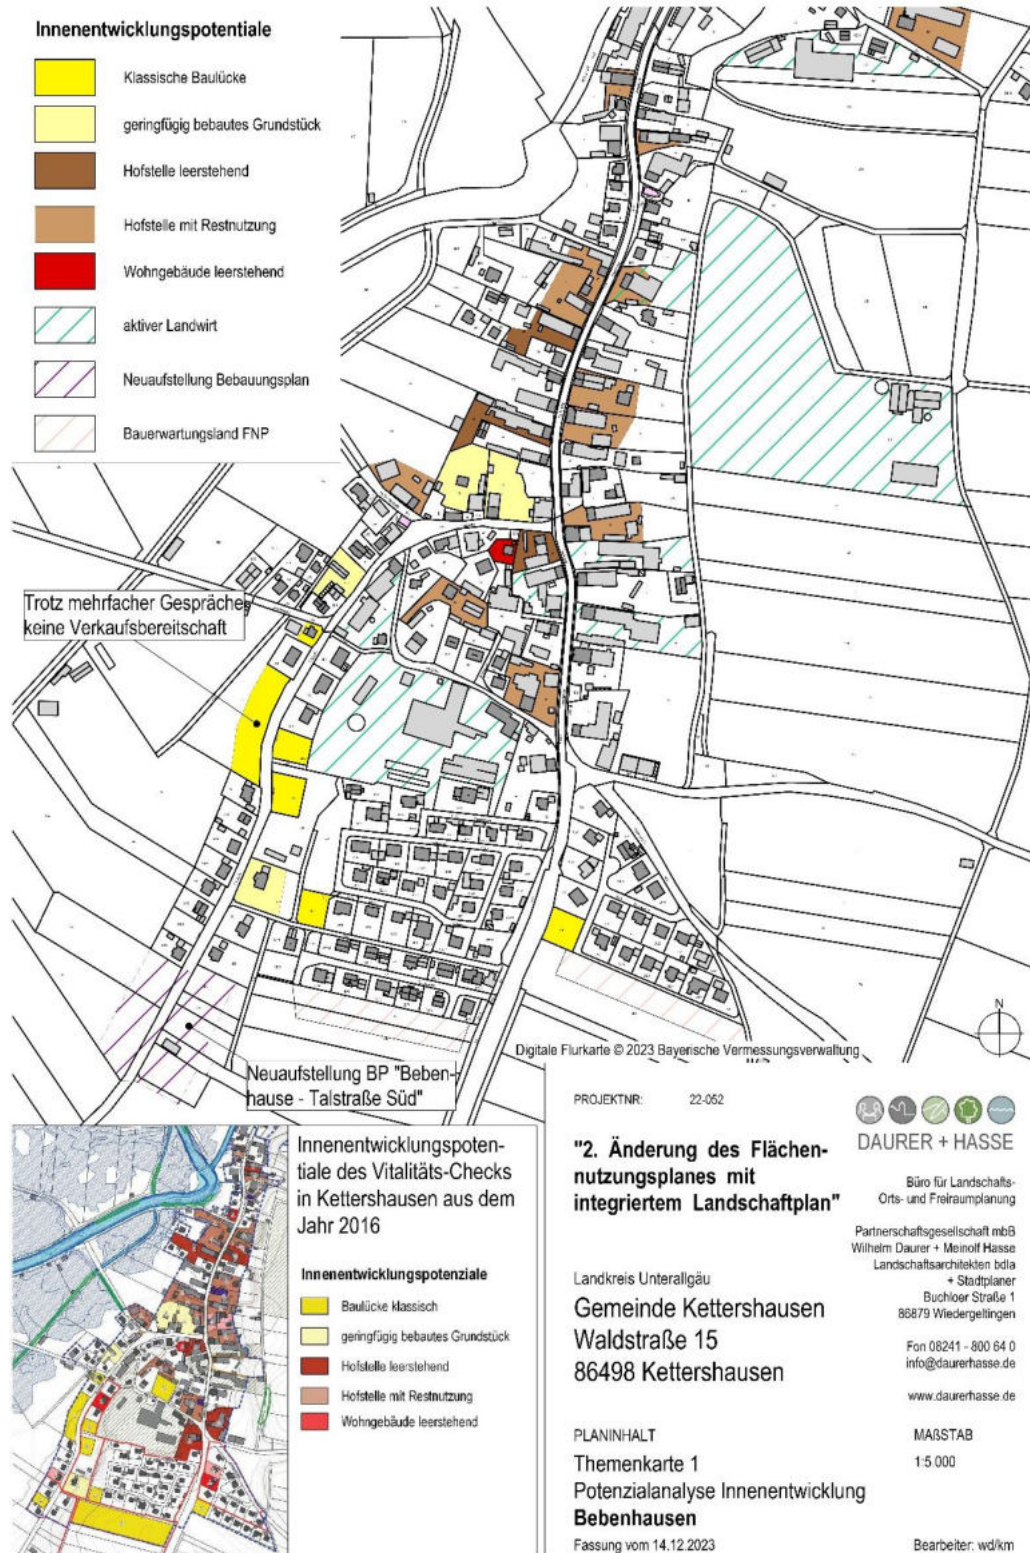 Innenentwicklungspotentiale
Klassische Baulücke
geringfügig bebautes Grundstück
Hofstelle leerstehend
Hofstelle mit Restnutzung
Wohngebäude leerstehend
aktiver Landwirt
Neuaufstellung Bebauungsplan
Bauerwartungsland FNP
Trotz mehrfacher Gespräche
keine Verkaufsbereitschaft
N
Digitale Flurkarte © 2023 Bayerische Vermessungsverwaltung
Neuaufstellung BP "Beben-
hause - Talstraße Süd"
Innenentwicklungspoten-
tiale des Vitalitäts-Checks
in Kettershausen aus dem
Jahr 2016
Innenentwicklungspotenziale
Baulücke klassisch
geringfügig bebautes Grundstück
Hofstelle leerstehend
Hofstelle mit Restnutzung
Wohngebäude leerstehend
PROJEKTNR: 22-052
"2. Änderung des Flächen-
nutzungsplanes mit
integriertem Landschaftplan"
Landkreis Unterallgäu
Gemeinde Kettershausen
Waldstraße 15
86498 Kettershausen
DAURER + HASSE
Büro für Landschafts-
Orts- und Freiraumplanung
Partnerschaftsgesellschaft mbB
Wilhelm Daurer + Meinolf Hasse
Landschaftsarchitekten bdla
+ Stadtplaner
Buchloer Straße 1
86879 Wiedergeltingen
Fon 08241 - 800 64 0
info@daurerhasse.de
www.daurerhasse.de
PLANINHALT
Themenkarte 1
Potenzialanalyse Innenentwicklung
Bebenhausen
Fassung vom 14.12.2023
MAßSTAB
1:5.000
Bearbeiter: wd/km